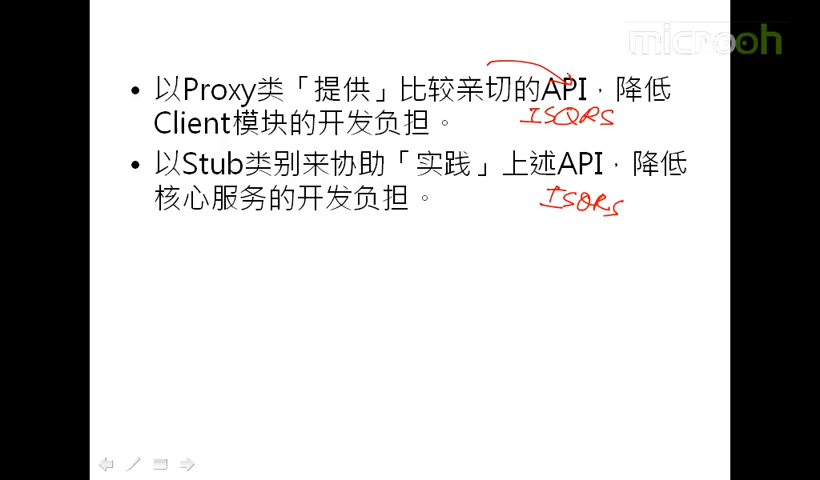 microoh
• 以Proxy类「提供」比较亲切的API，降低
ISQRS
Client模块的开发负担。
• 以Stub类别来协助「实践」上述API，降低
核心服务的开发负担。
ISQRS